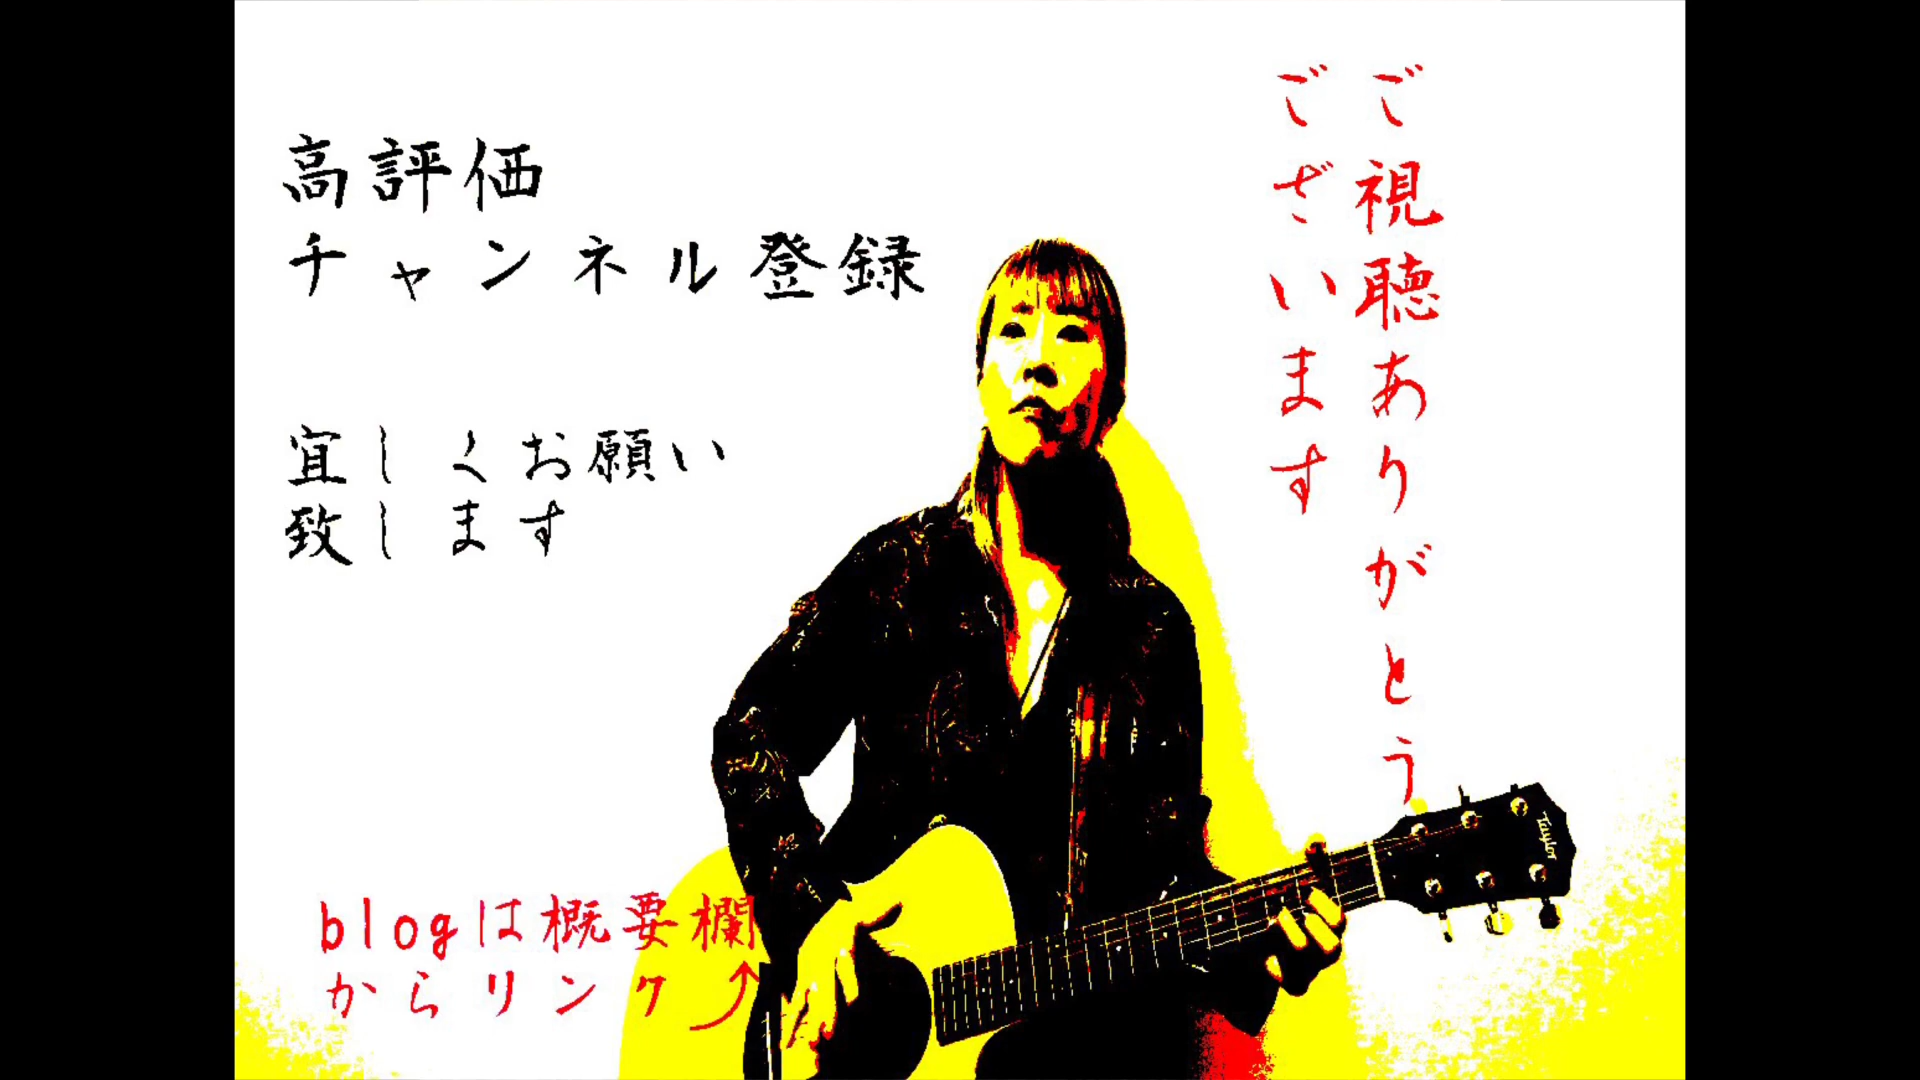 高評価
チャンネル登録
宜しくお願い
致します
ご視聴ありがとう
ございます
blogは概要欄
からリンク⤴
Taylor